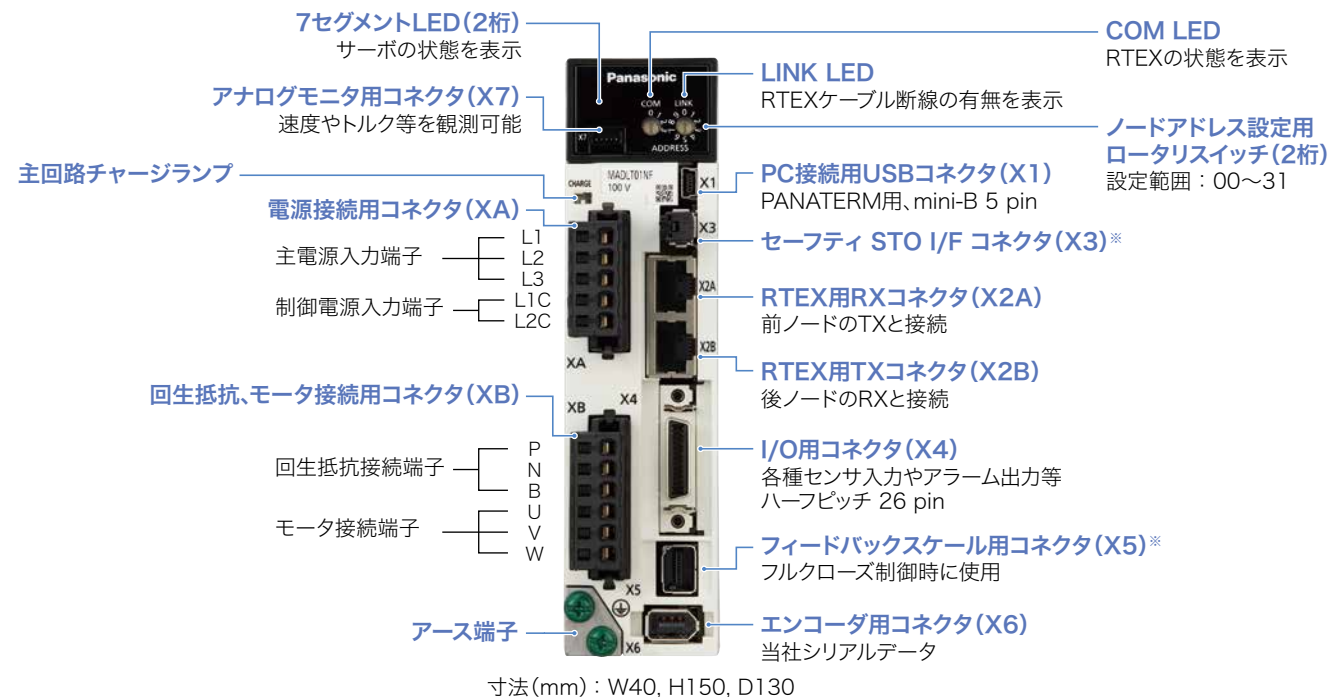 7セグメントLED(2桁)
サーボの状態を表示
アナログモニタ用コネクタ(X7)
速度やトルク等を観測可能
主回路チャージランプ
電源接続用コネクタ(XA)
主電源入力端子
L1
L2
L3
制御電源入力端子
L1C
L2C
回生抵抗、モータ接続用コネクタ(XB)
回生抵抗接続端子
P
N
B
モータ接続端子
U
V
W
アース端子
Panasonic
COM LINK
X7
ADDRESS
CHARGE
MADLT01NF
100 V
X1
X3
X2A
X2B
XA
XB
X4
X5
X6
COM LED
RTEXの状態を表示
LINK LED
RTEXケーブル断線の有無を表示
ノードアドレス設定用
ロータリスイッチ(2桁)
設定範囲：00〜31
PC接続用USBコネクタ(X1)
PANATERM用、mini-B 5 pin
セーフティ STO I/F コネクタ(X3)※
RTEX用RXコネクタ(X2A)
前ノードのTXと接続
RTEX用TXコネクタ(X2B)
後ノードのRXと接続
I/O用コネクタ(X4)
各種センサ入力やアラーム出力等
ハーフピッチ 26 pin
フィードバックスケール用コネクタ(X5)※
フルクローズ制御時に使用
エンコーダ用コネクタ(X6)
当社シリアルデータ
寸法(mm)：W40, H150, D130